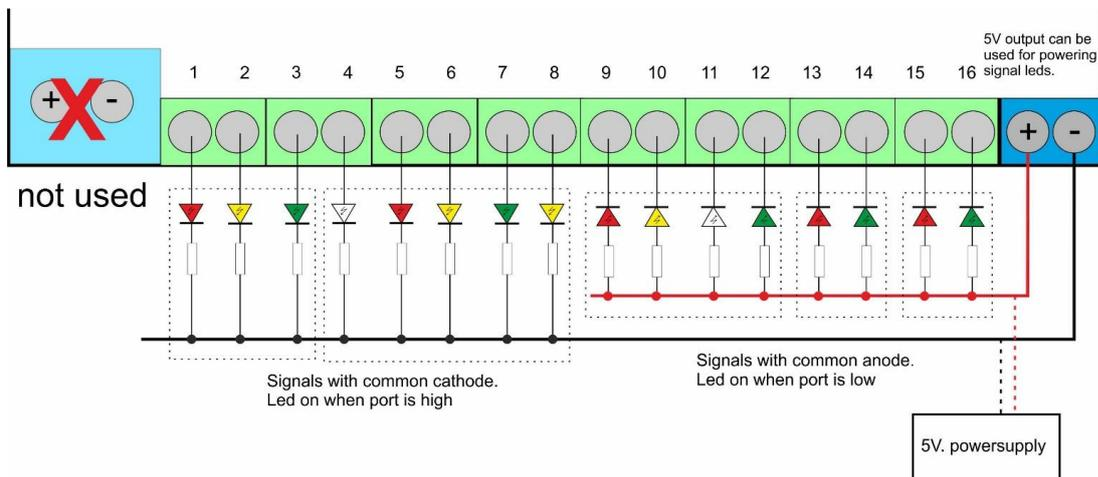 5V output can be
used for powering
signal leds.
1 2 3 4 5 6 7 8 9 10 11 12 13 14 15 16
+ X -
+ -
not used
Signals with common cathode.
Led on when port is high
Signals with common anode.
Led on when port is low
5V. powersupply